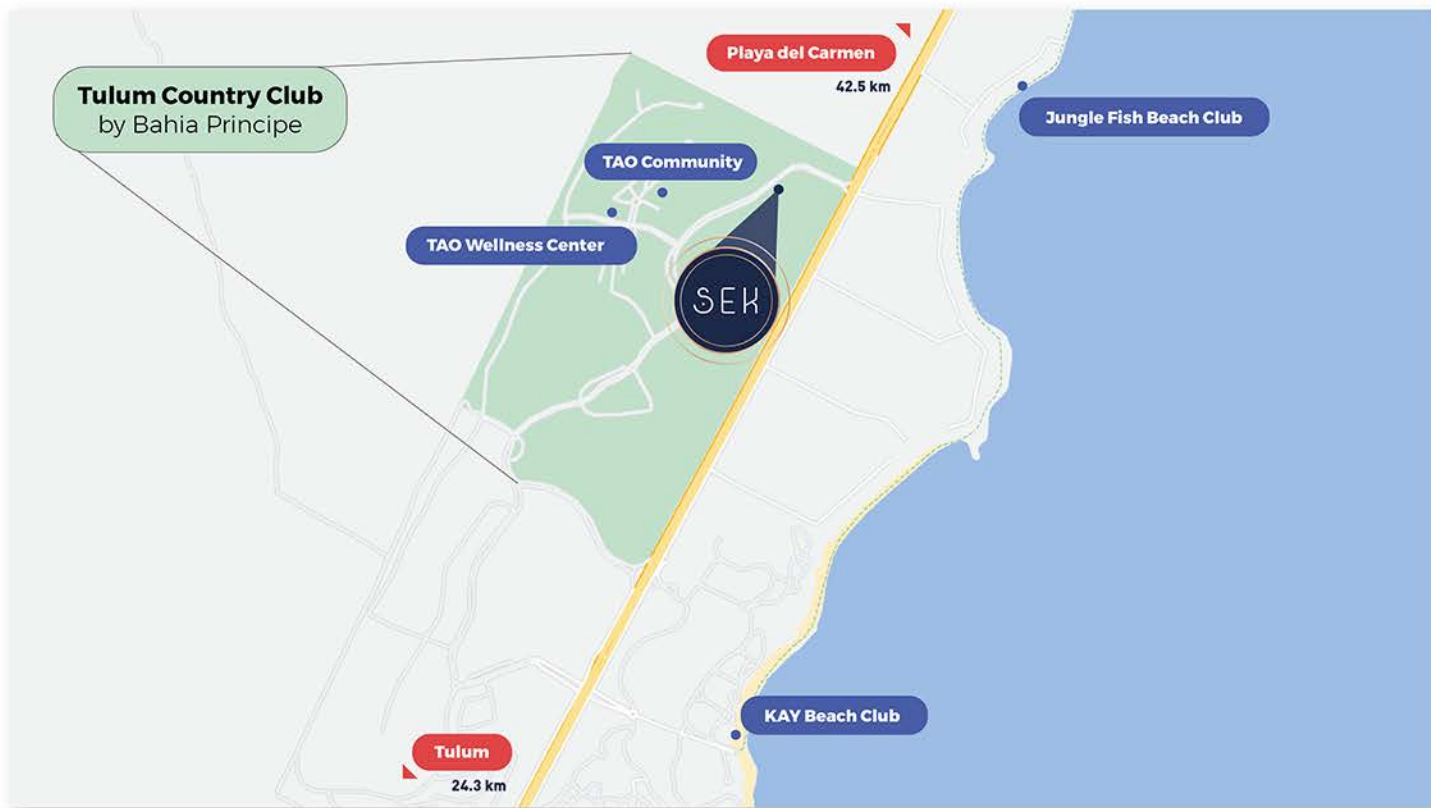 Playa del Carmen
42.5 km
Tulum Country Club
by Bahia Principe
Jungle Fish Beach Club
TAO Community
TAO Wellness Center
SEK
KAY Beach Club
Tulum
24.3 km